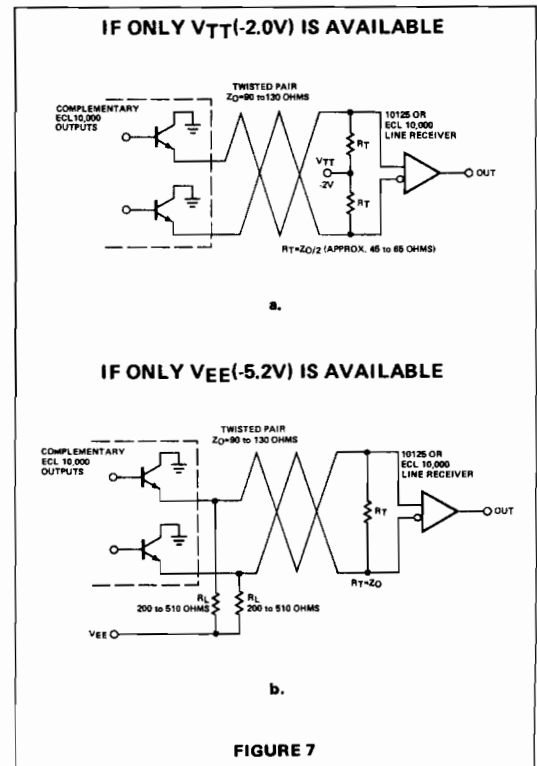 IF ONLY VTT(-2.0V) IS AVAILABLE
TWISTED PAIR
ZO=90 to 130 OHMS
COMPLEMENTARY
ECL 10,000
OUTPUTS
10125 OR
ECL 10,000
LINE RECEIVER
RT
VTT
-2V
OUT
RT
RT=ZO/2 (APPROX. 45 to 65 OHMS)
a.
IF ONLY VEE(-5.2V) IS AVAILABLE
TWISTED PAIR
ZO=90 to 130 OHMS
COMPLEMENTARY
ECL 10,000
OUTPUTS
10125 OR
ECL 10,000
LINE RECEIVER
RT
OUT
RT=ZO
RL
200 to 510 OHMS
RL
200 to 510 OHMS
VEE
b.
FIGURE 7